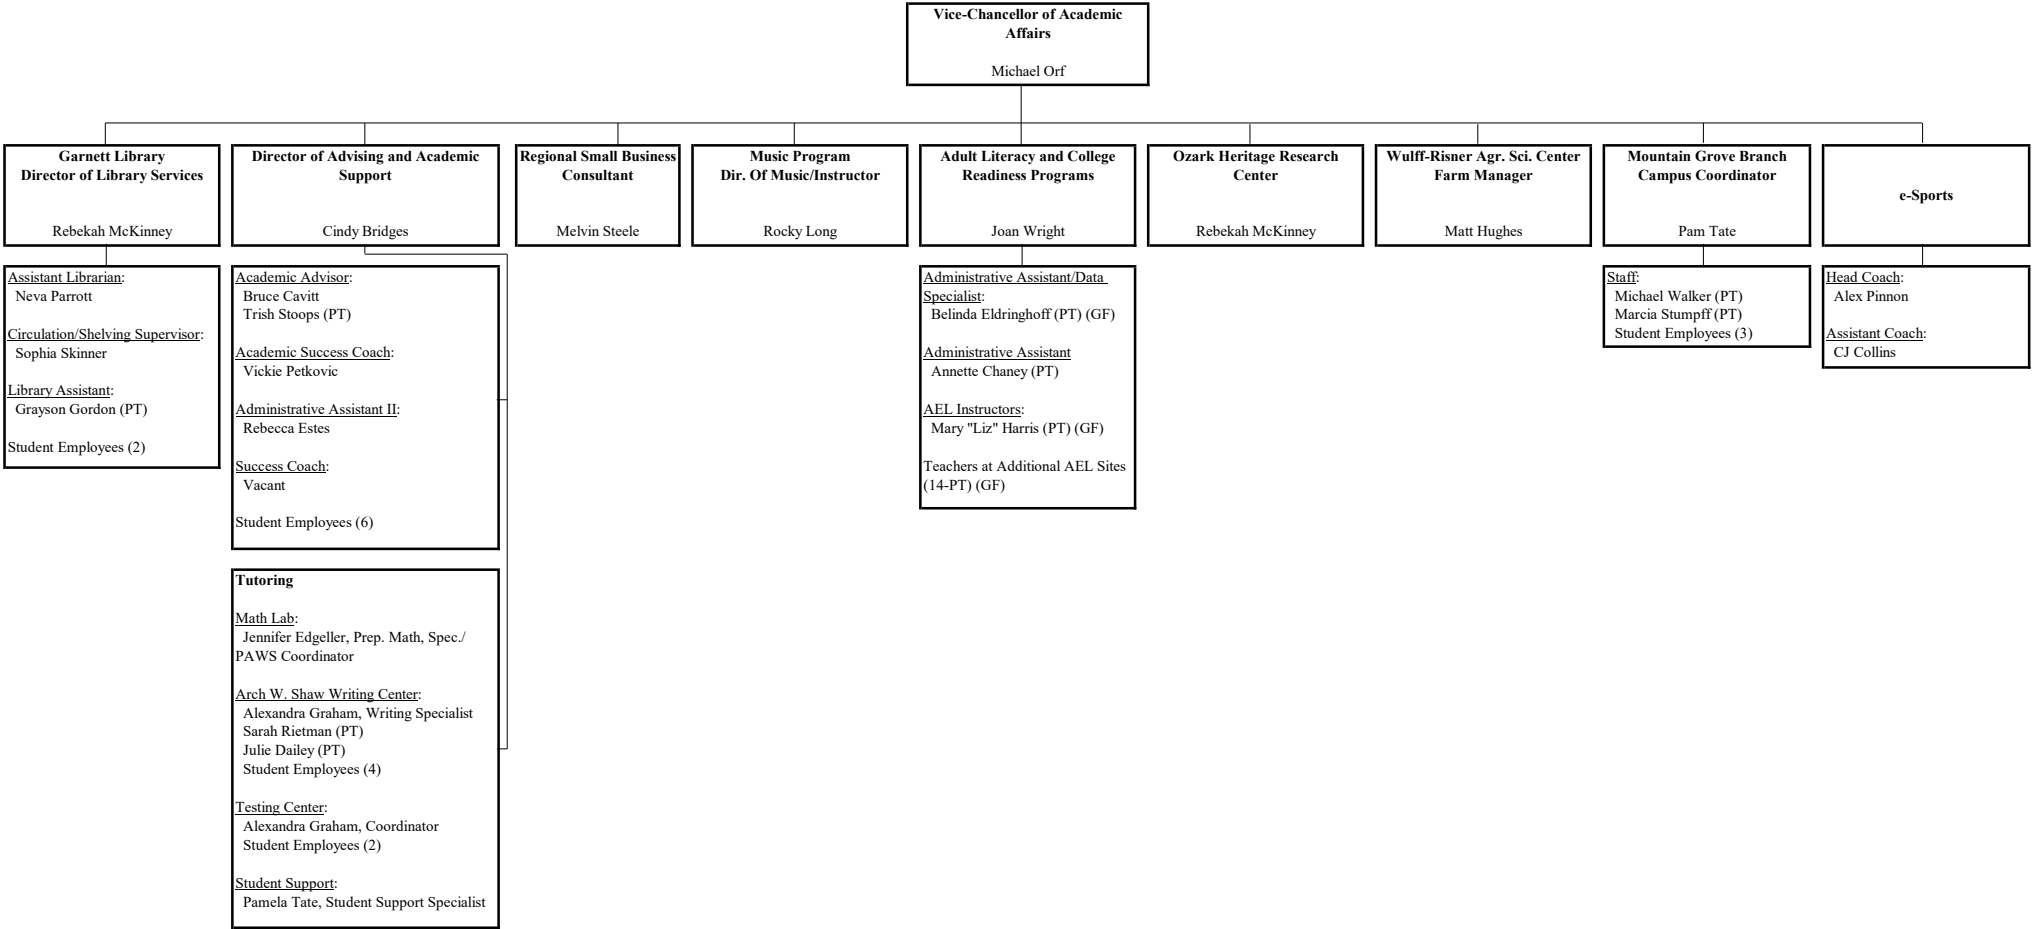 Vice-Chancellor of Academic
Affairs
Michael Orf
Garnett Library
Director of Library Services
Rebekah McKinney
Director of Advising and Academic
Support
Cindy Bridges
Regional Small Business
Consultant
Melvin Steele
Music Program
Dir. Of Music/Instructor
Rocky Long
Adult Literacy and College
Readiness Programs
Joan Wright
Ozark Heritage Research
Center
Rebekah McKinney
Wulff-Risner Agr. Sci. Center
Farm Manager
Matt Hughes
Mountain Grove Branch
Campus Coordinator
Pam Tate
e-Sports
Assistant Librarian:
Neva Parrott
Circulation/Shelving Supervisor:
Sophia Skinner
Library Assistant:
Grayson Gordon (PT)
Student Employees (2)
Academic Advisor:
Bruce Cavitt
Trish Stoops (PT)
Academic Success Coach:
Vickie Petkovic
Administrative Assistant II:
Rebecca Estes
Success Coach:
Vacant
Student Employees (6)
Tutoring
Math Lab:
Jennifer Edgeller, Prep. Math, Spec./
PAWS Coordinator
Arch W. Shaw Writing Center:
Alexandra Graham, Writing Specialist
Sarah Rietman (PT)
Julie Dailey (PT)
Student Employees (4)
Testing Center:
Alexandra Graham, Coordinator
Student Employees (2)
Student Support:
Pamela Tate, Student Support Specialist
Administrative Assistant/Data
Specialist:
Belinda Eldringhoff (PT) (GF)
Administrative Assistant
Annette Chaney (PT)
AEL Instructors:
Mary "Liz" Harris (PT) (GF)
Teachers at Additional AEL Sites
(14-PT) (GF)
Staff:
Michael Walker (PT)
Marcia Stumpff (PT)
Student Employees (3)
Head Coach:
Alex Pinnon
Assistant Coach:
CJ Collins